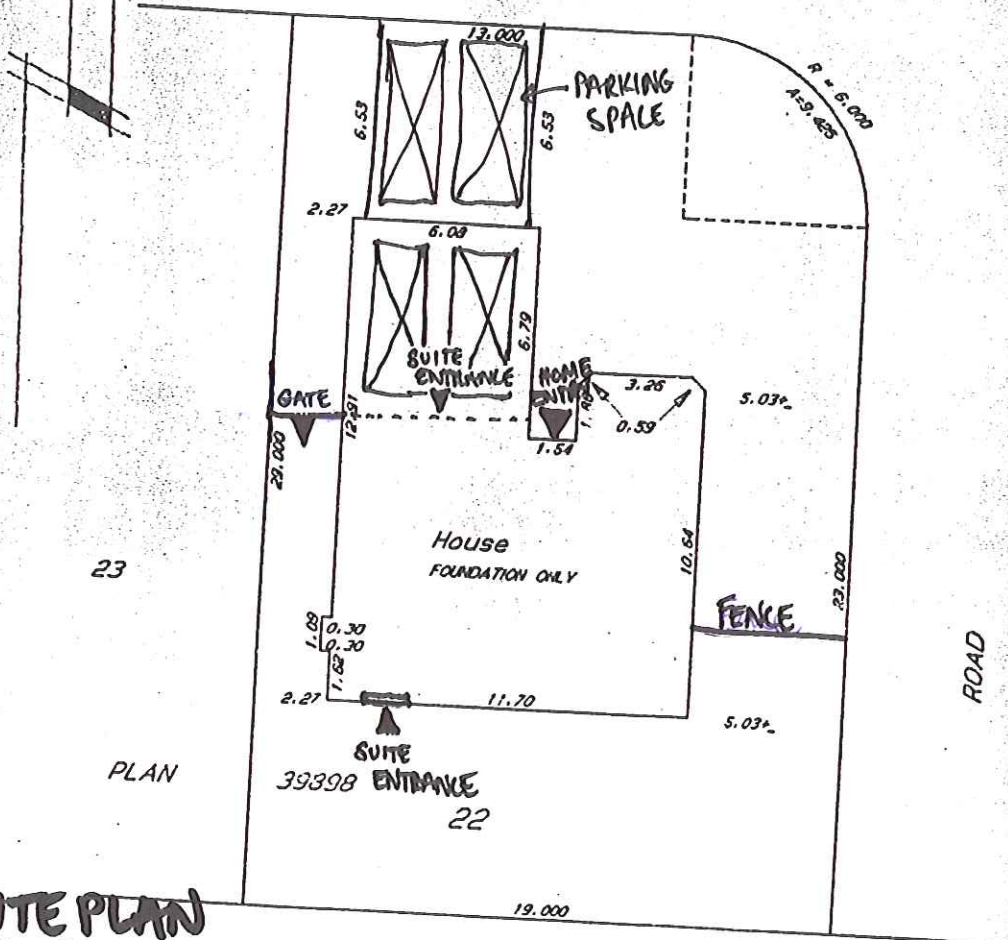 13.000
R = 6.000
A=9.425
PARKING
SPALE
6.53
6.53
2.27
6.08
6.79
SUITE
ENTRANCE
HOME
ENTRY
GATE
12.91
3.26
5.03±
0.59
1.54
29.000
House
FOUNDATION ONLY
23
10.64
23.000
FENCE
1.09
0.30
0.30
1.62
ROAD
2.27
11.70
5.03±
SUITE
ENTRANCE
PLAN
39398
22
ITE PLAN
19.000